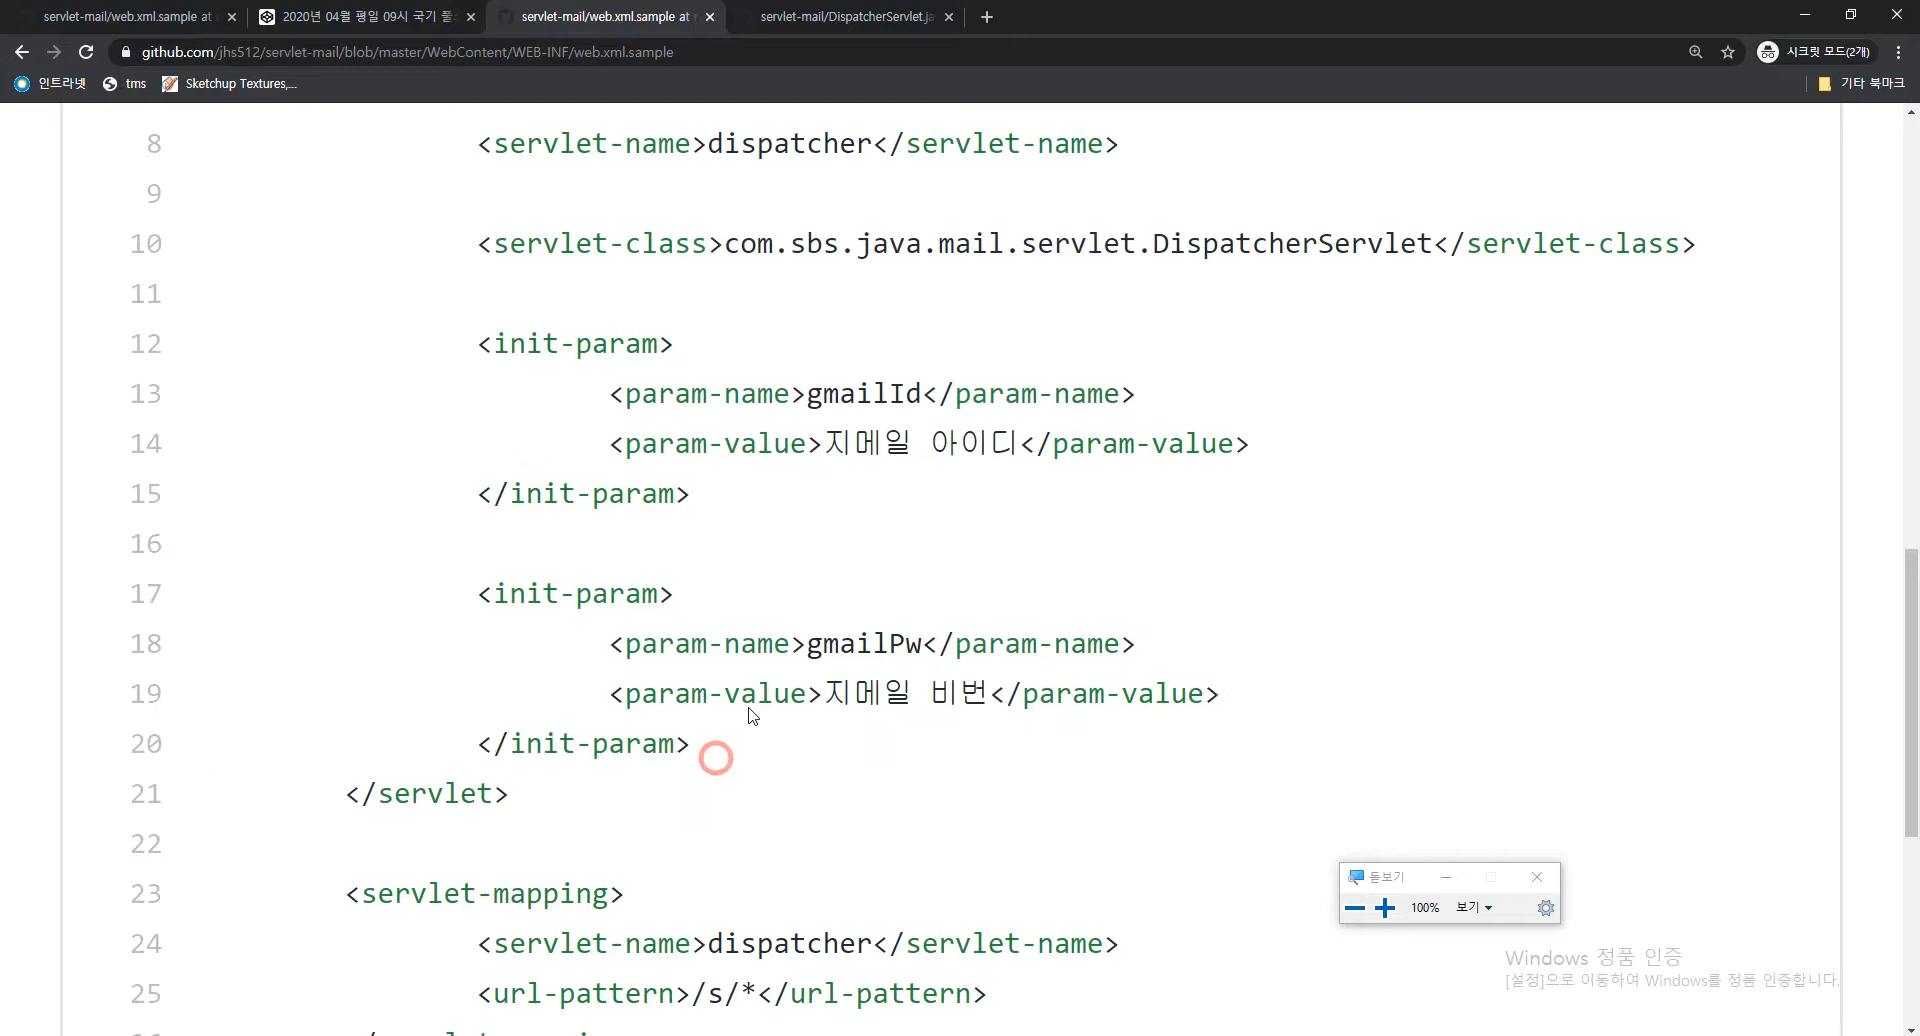 servlet-mail/web.xml.sample at
2020년 04월 평일 09시 국기 풀
servlet-mail/web.xml.sample at
servlet-mail/DispatcherServlet.ja
github.com/jhs512/servlet-mail/blob/master/WebContent/WEB-INF/web.xml.sample
시크릿 모드(2개)
인트라넷
tms
Sketchup Textures,...
기타 북마크
8 <servlet-name>dispatcher</servlet-name>
9
10 <servlet-class>com.sbs.java.mail.servlet.DispatcherServlet</servlet-class>
11
12 <init-param>
13 <param-name>gmailId</param-name>
14 <param-value>지메일 아이디</param-value>
15 </init-param>
16
17 <init-param>
18 <param-name>gmailPw</param-name>
19 <param-value>지메일 비번</param-value>
20 </init-param>
21 </servlet>
22
23 <servlet-mapping>
24 <servlet-name>dispatcher</servlet-name>
25 <url-pattern>/s/*</url-pattern>
돋보기
100% 보기
Windows 정품 인증
[설정]으로 이동하여 Windows를 정품 인증합니다.